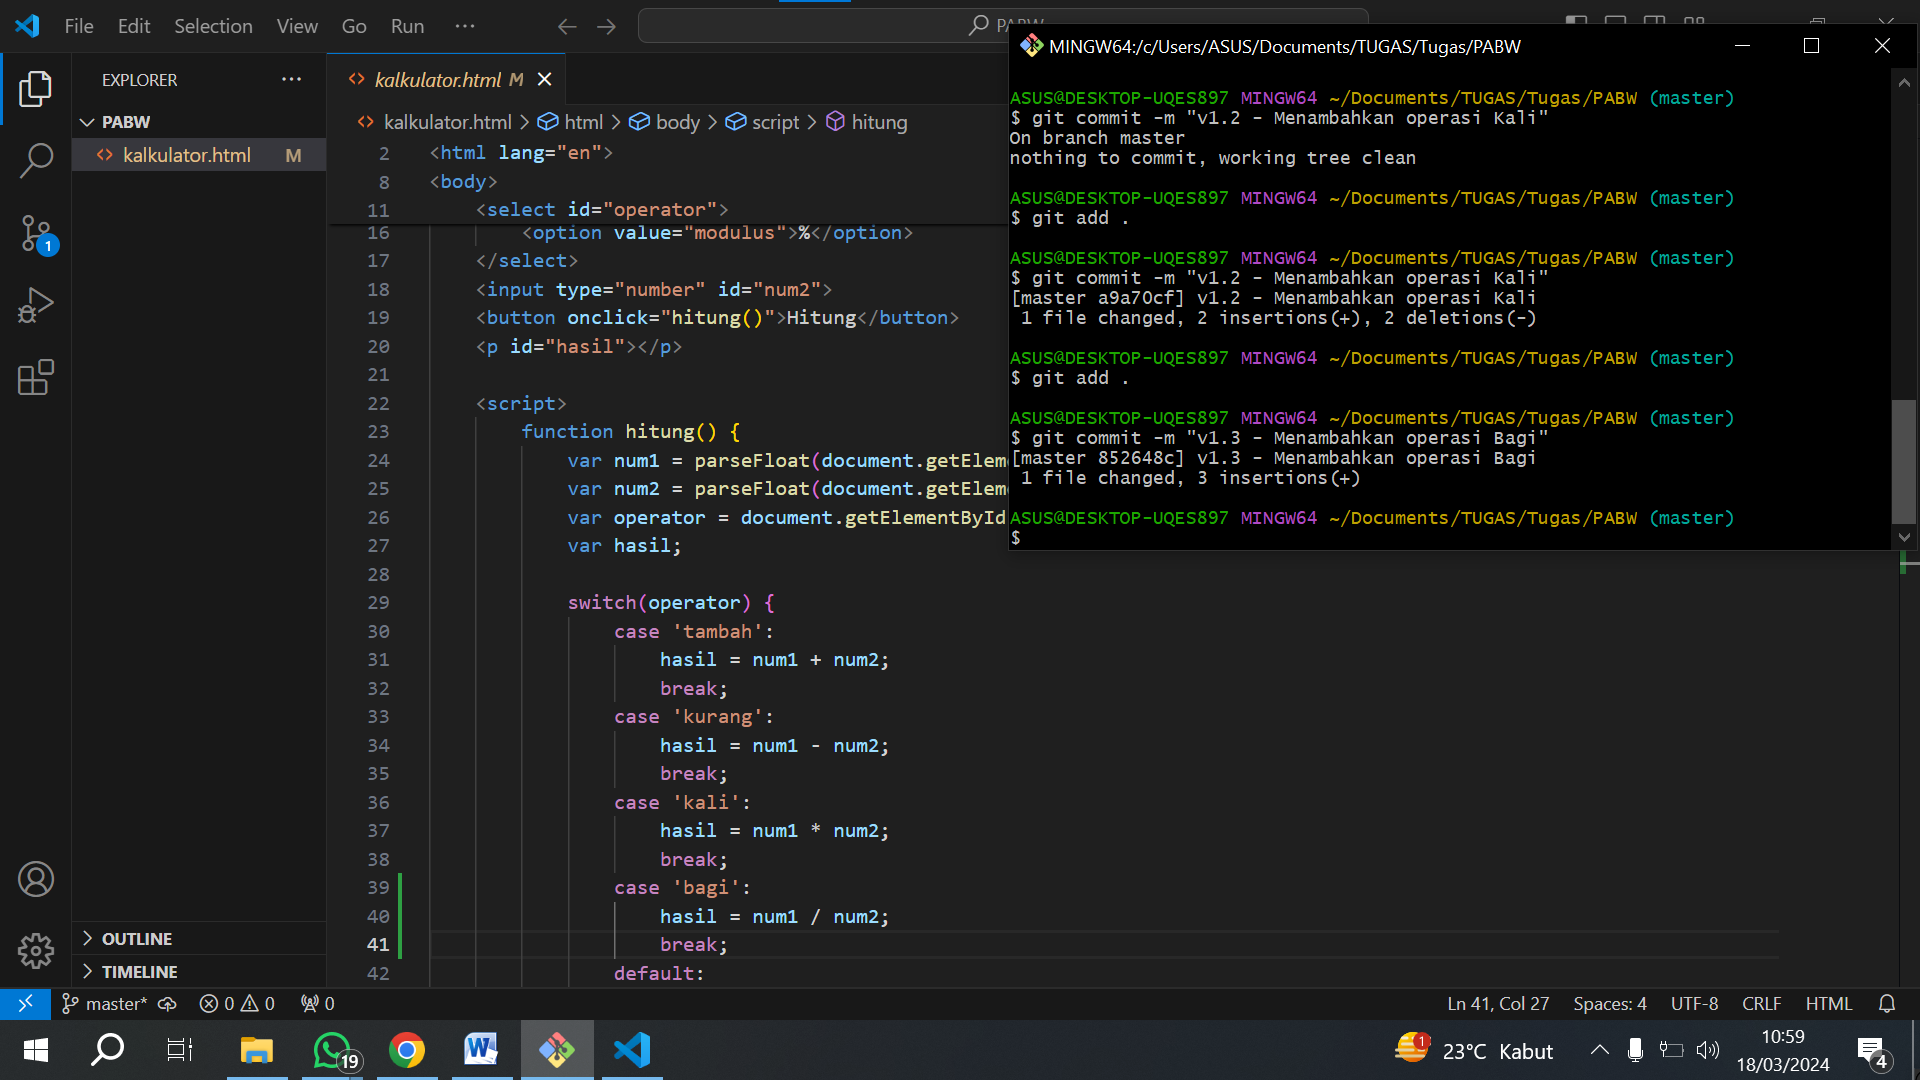 File Edit Selection View Go Run ···
PABW
EXPLORER ···
PABW
<> kalkulator.html M
OUTLINE
TIMELINE
<> kalkulator.html M ×
<> kalkulator.html > html > body > script > hitung
2 <html lang="en">
8 <body>
11 <select id="operator">
16 <option value="modulus">%</option>
17 </select>
18 <input type="number" id="num2">
19 <button onclick="hitung()">Hitung</button>
20 <p id="hasil"></p>
21
22 <script>
23 function hitung() {
24 var num1 = parseFloat(document.getElem
25 var num2 = parseFloat(document.getElem
26 var operator = document.getElementById
27 var hasil;
28
29 switch(operator) {
30 case 'tambah':
31 hasil = num1 + num2;
32 break;
33 case 'kurang':
34 hasil = num1 - num2;
35 break;
36 case 'kali':
37 hasil = num1 * num2;
38 break;
39 case 'bagi':
40 hasil = num1 / num2;
41 break;
42 default:
MINGW64:/c/Users/ASUS/Documents/TUGAS/Tugas/PABW
ASUS@DESKTOP-UQES897 MINGW64 ~/Documents/TUGAS/Tugas/PABW (master)
$ git commit -m "v1.2 - Menambahkan operasi Kali"
On branch master
nothing to commit, working tree clean
ASUS@DESKTOP-UQES897 MINGW64 ~/Documents/TUGAS/Tugas/PABW (master)
$ git add .
ASUS@DESKTOP-UQES897 MINGW64 ~/Documents/TUGAS/Tugas/PABW (master)
$ git commit -m "v1.2 - Menambahkan operasi Kali"
[master a9a70cf] v1.2 - Menambahkan operasi Kali
1 file changed, 2 insertions(+), 2 deletions(-)
ASUS@DESKTOP-UQES897 MINGW64 ~/Documents/TUGAS/Tugas/PABW (master)
$ git add .
ASUS@DESKTOP-UQES897 MINGW64 ~/Documents/TUGAS/Tugas/PABW (master)
$ git commit -m "v1.3 - Menambahkan operasi Bagi"
[master 852648c] v1.3 - Menambahkan operasi Bagi
1 file changed, 3 insertions(+)
ASUS@DESKTOP-UQES897 MINGW64 ~/Documents/TUGAS/Tugas/PABW (master)
$
1
master* 0 0 0
Ln 41, Col 27 Spaces: 4 UTF-8 CRLF HTML
19
1 23°C Kabut
10:59
18/03/2024
4